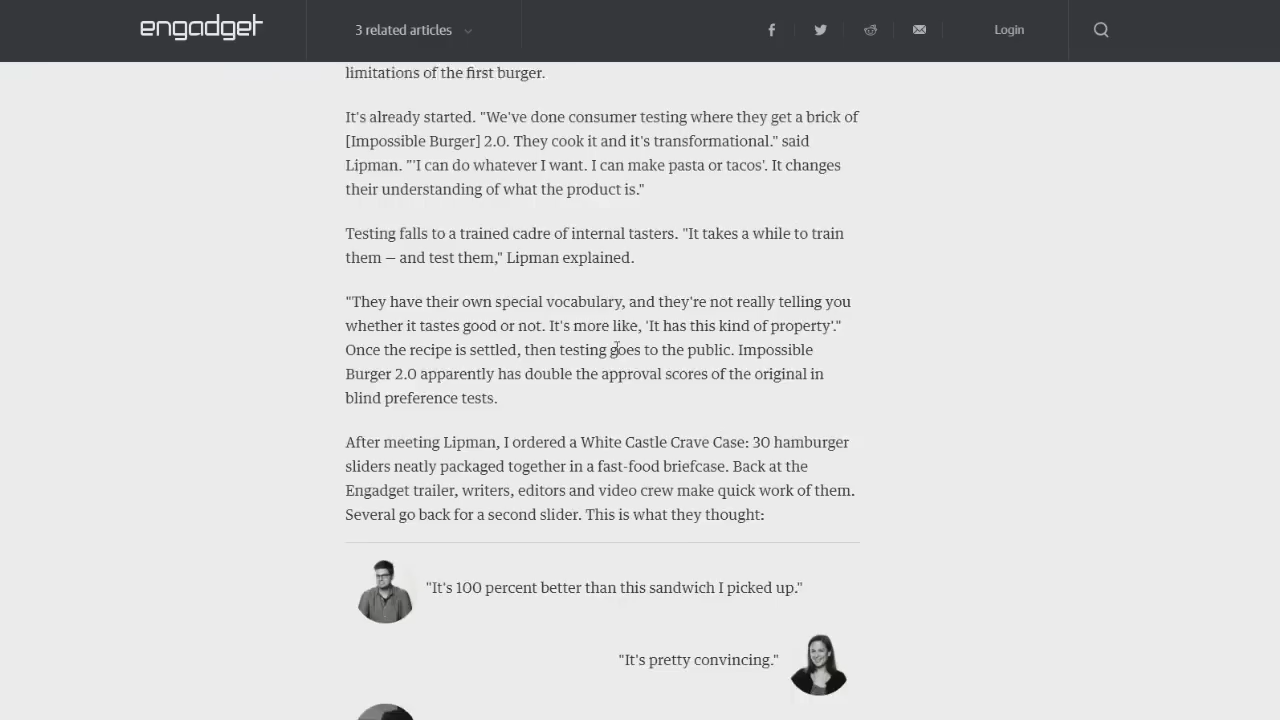 engadget
3 related articles
Login
limitations of the first burger.
It's already started. "We've done consumer testing where they get a brick of
[Impossible Burger] 2.0. They cook it and it's transformational." said
Lipman. "'I can do whatever I want. I can make pasta or tacos'. It changes
their understanding of what the product is."
Testing falls to a trained cadre of internal tasters. "It takes a while to train
them — and test them," Lipman explained.
"They have their own special vocabulary, and they're not really telling you
whether it tastes good or not. It's more like, 'It has this kind of property'."
Once the recipe is settled, then testing goes to the public. Impossible
Burger 2.0 apparently has double the approval scores of the original in
blind preference tests.
After meeting Lipman, I ordered a White Castle Crave Case: 30 hamburger
sliders neatly packaged together in a fast-food briefcase. Back at the
Engadget trailer, writers, editors and video crew make quick work of them.
Several go back for a second slider. This is what they thought:
"It's 100 percent better than this sandwich I picked up."
"It's pretty convincing."